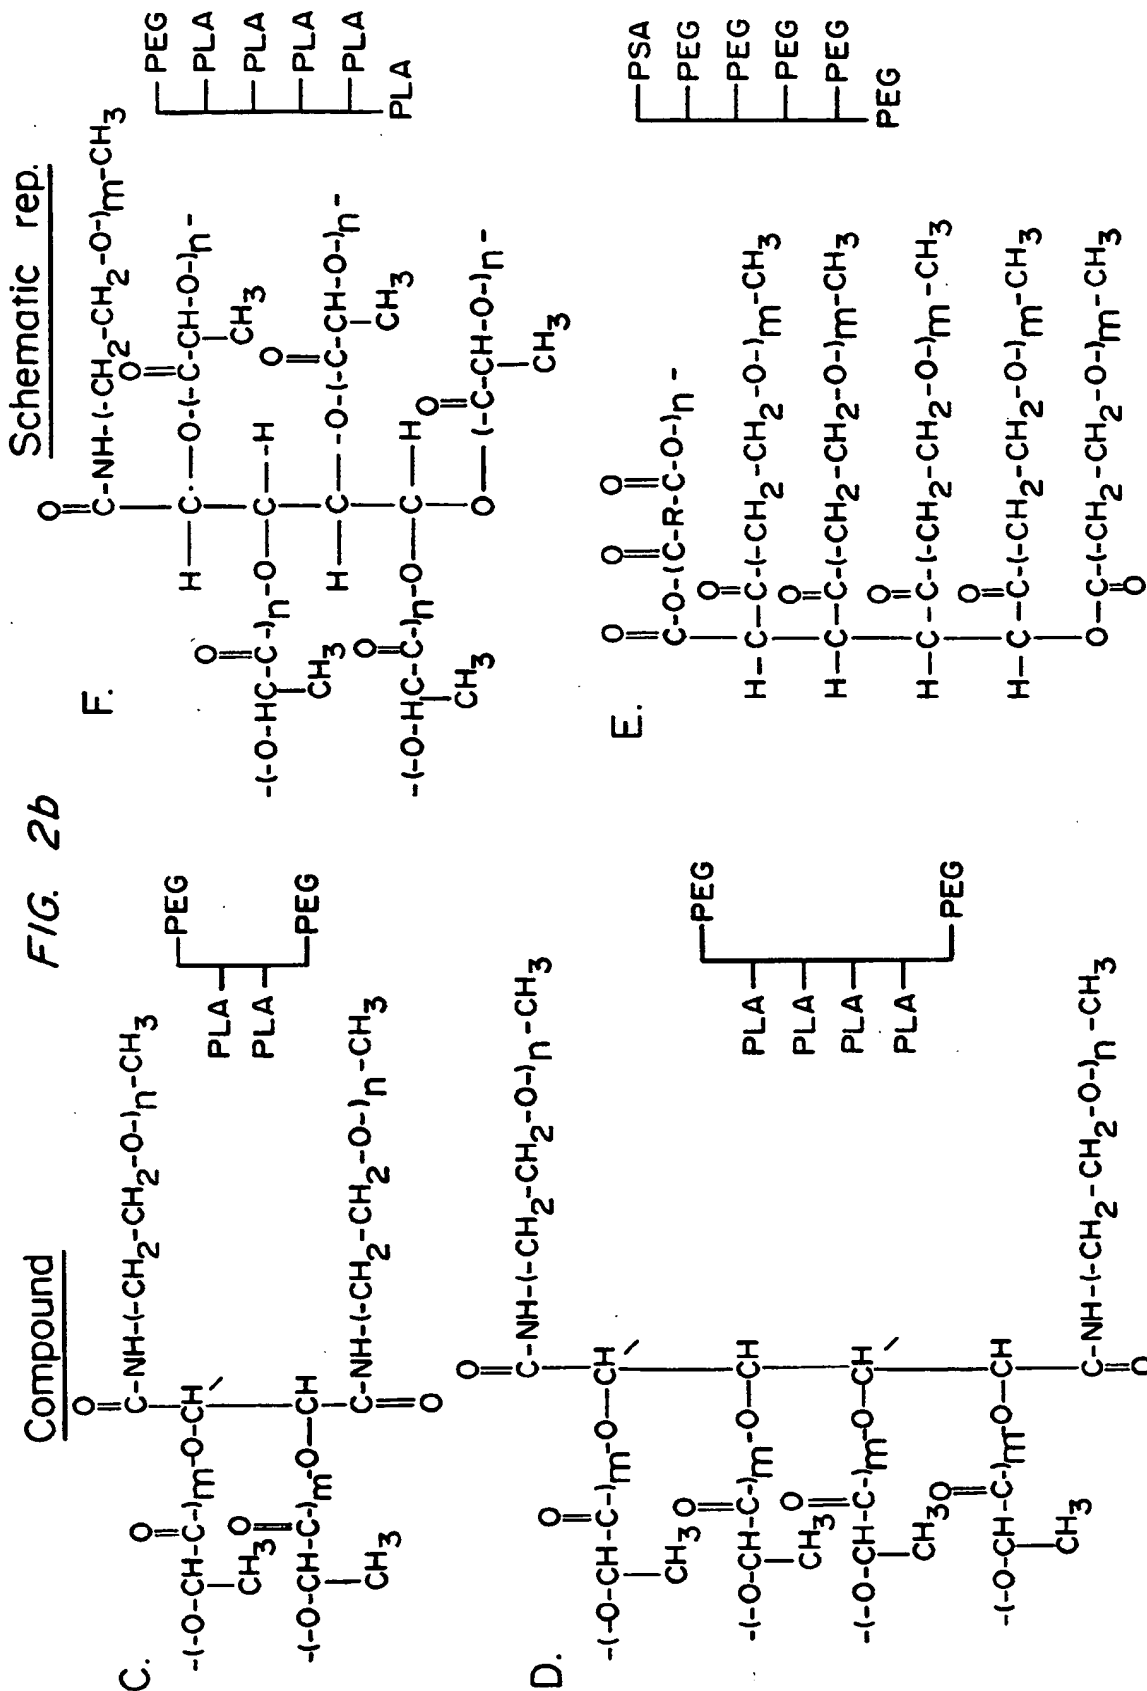 FIG. 2b
Compound
Schematic rep.
C.
O
C-NH-(-CH2-CH2-O-)n-CH3
O
-(-O-CH-C-)m-O-CH
CH3
O
-(-O-CH-C-)m-O-CH
CH3
C-NH-(-CH2-CH2-O-)n-CH3
O
PEG
PLA
PLA
PEG
D.
O
C-NH-(-CH2-CH2-O-)n-CH3
O
-(-O-CH-C-)m-O-CH
CH3
O
-(-O-CH-C-)m-O-CH
CH3
O
-(-O-CH-C-)m-O-CH
CH3
O
-(-O-CH-C-)m-O-CH
CH3
C-NH-(-CH2-CH2-O-)n-CH3
O
PEG
PLA
PLA
PLA
PLA
PEG
F.
O
C-NH-(-CH2-CH2-O-)m-CH3
O
H-C-O-(-C-CH-O-)n-
CH3
O
-(-O-HC-C-)n-O-C-H
CH3
O
H-C-O-(-C-CH-O-)n-
CH3
O
-(-O-HC-C-)n-O-C-H
CH3
O
O-(-C-CH-O-)n-
CH3
PEG
PLA
PLA
PLA
PLA
PLA
E.
O O O
C-O-(C-R-C-O-)n-
O
H-C-C-(-CH2-CH2-O-)m-CH3
O
H-C-C-(-CH2-CH2-O-)m-CH3
O
H-C-C-(-CH2-CH2-O-)m-CH3
O
H-C-C-(-CH2-CH2-O-)m-CH3
O-C-(-CH2-CH2-O-)m-CH3
O
PSA
PEG
PEG
PEG
PEG
PEG